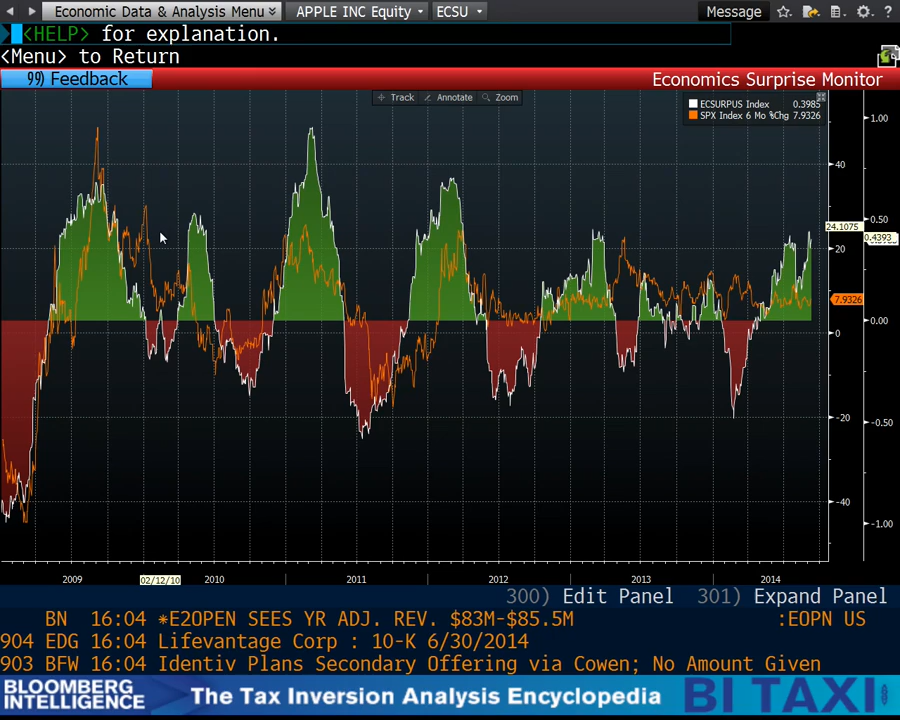 Economic Data & Analysis Menu
APPLE INC Equity
ECSU
Message
?
<HELP> for explanation.
<Menu> to Return
99) Feedback
Economics Surprise Monitor
Track
Annotate
Zoom
ECSURPUS Index 0.3985
SPX Index 6 Mo %Chg 7.9326
40
20
0
-20
-40
24.1075
7.9326
1.00
0.50
0.4393
0.00
-0.50
-1.00
2009 02/12/10 2010 2011 2012 2013 2014
300) Edit Panel 301) Expand Panel
BN 16:04 *E2OPEN SEES YR ADJ. REV. $83M-$85.5M :EOPN US
904 EDG 16:04 Lifevantage Corp : 10-K 6/30/2014
903 BFW 16:04 Identiv Plans Secondary Offering via Cowen; No Amount Given
BLOOMBERG
INTELLIGENCE
The Tax Inversion Analysis Encyclopedia
BI TAXI